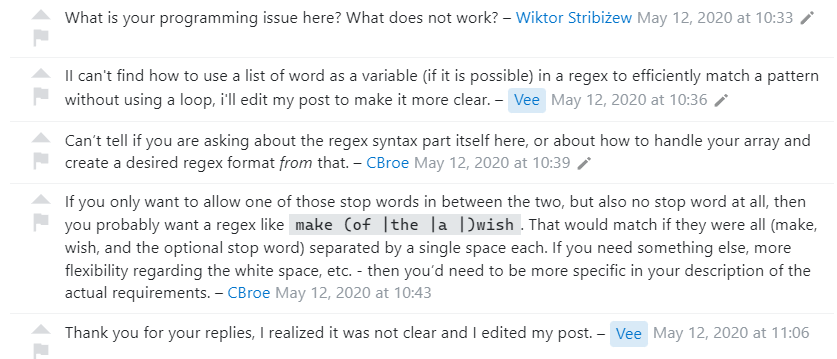 What is your programming issue here? What does not work? – Wiktor Stribiżew May 12, 2020 at 10:33
II can't find how to use a list of word as a variable (if it is possible) in a regex to efficiently match a pattern
without using a loop, i'll edit my post to make it more clear. – Vee May 12, 2020 at 10:36
Can't tell if you are asking about the regex syntax part itself here, or about how to handle your array and
create a desired regex format from that. – CBroe May 12, 2020 at 10:39
If you only want to allow one of those stop words in between the two, but also no stop word at all, then
you probably want a regex like make (of |the |a |)wish. That would match if they were all (make,
wish, and the optional stop word) separated by a single space each. If you need something else, more
flexibility regarding the white space, etc. - then you'd need to be more specific in your description of the
actual requirements. – CBroe May 12, 2020 at 10:43
Thank you for your replies, I realized it was not clear and I edited my post. – Vee May 12, 2020 at 11:06